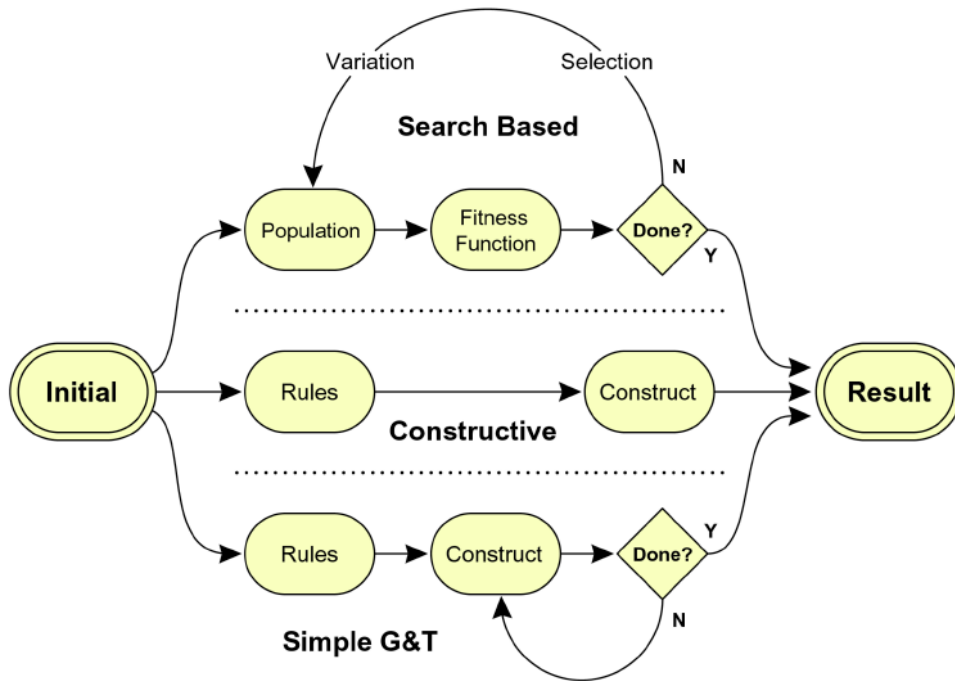 Variation
Selection
Search Based
N
Population
Fitness
Function
Done?
Y
Initial
Rules
Construct
Result
Constructive
Rules
Construct
Done?
Y
N
Simple G&T